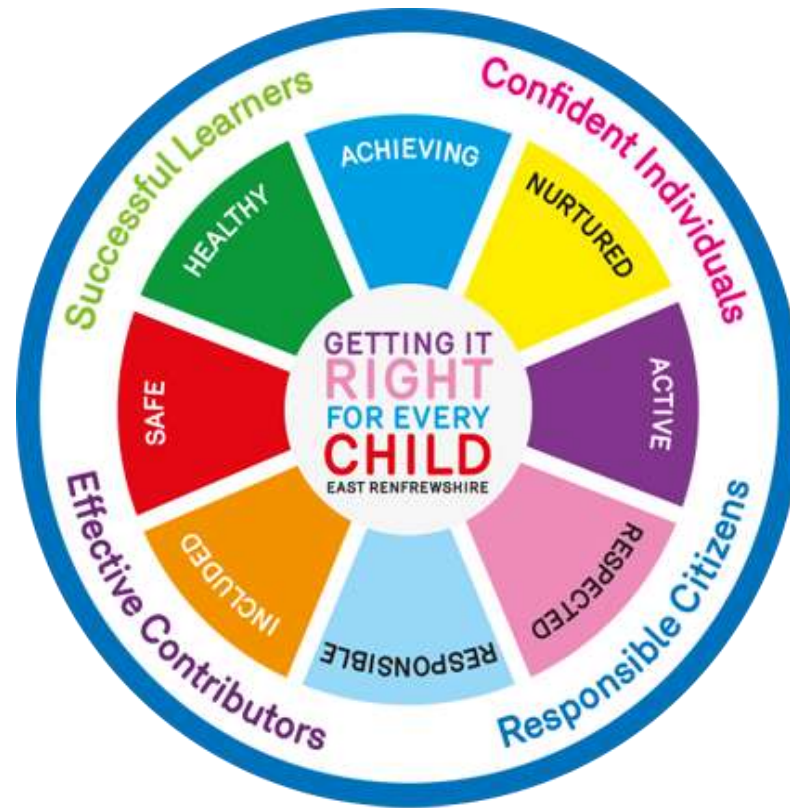 Successful Learners
Confident Individuals
Responsible Citizens
Effective Contributors
ACHIEVING
NURTURED
ACTIVE
RESPECTED
RESPONSIBLE
INCLUDED
SAFE
HEALTHY
GETTING IT
RIGHT
FOR EVERY
CHILD
EAST RENFREWSHIRE